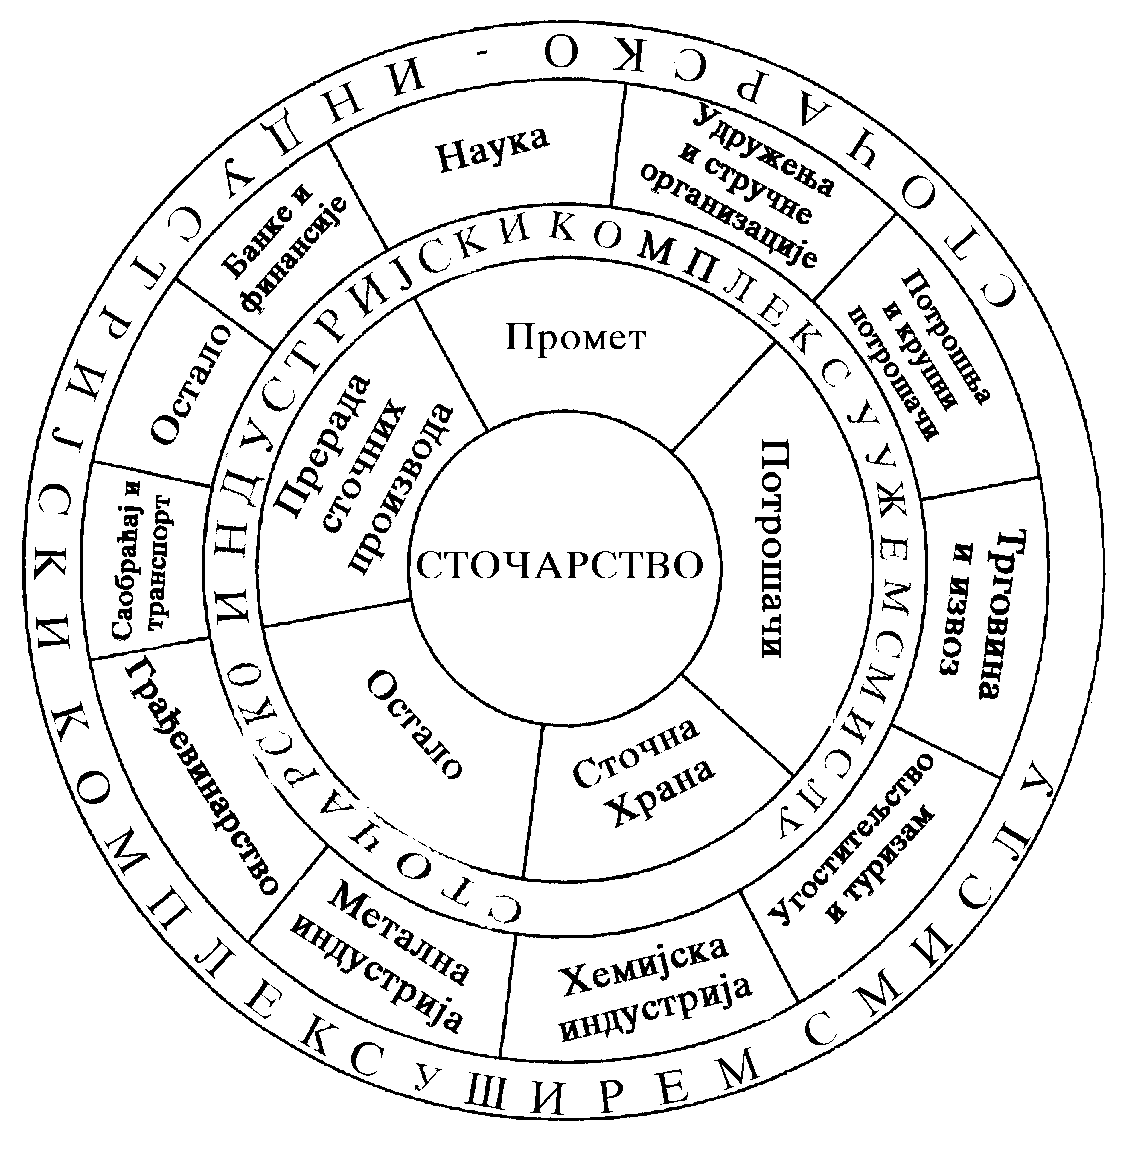 СТОЧАРСКО - ИНДУСТРИЈСКИ КОМПЛЕКС У ШИРЕМ СМИСЛУ
Наука
Удружења
и стручне
организације
Потрошња
и крупни
потрошачи
Трговина
и извоз
Угоститељство
и туризам
Хемијска
индустрија
Метална
индустрија
Грађевинарство
Саобраћај и
транспорт
Остало
Банке и
финансије
СТОЧАРСКО ИНДУСТРИЈСКИ КОМПЛЕКС У УЖЕМ СМИСЛУ
Промет
Потрошачи
Сточна
Храна
Остало
Прерада
сточних
производа
СТОЧАРСТВО